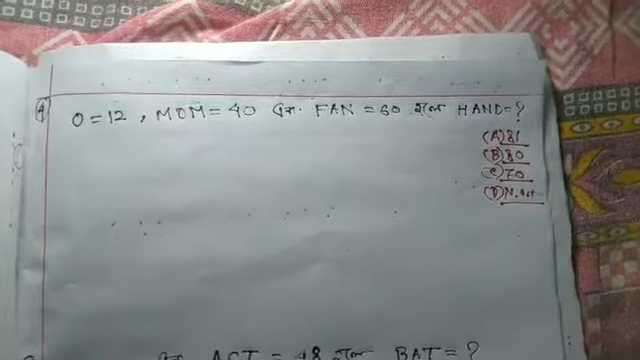 ④ O = 12 , MOM = 40 এবং FAN = 60 হলে HAND = ?
(A) 81
(B) 80
(C) 70
(D) N.ot
ACT = 48 হলে BAT = ?